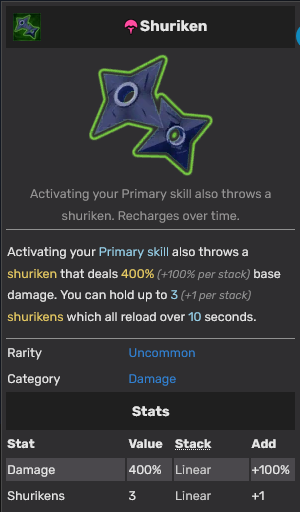 Shuriken
Activating your Primary skill also throws a
shuriken. Recharges over time.
Activating your Primary skill also throws a
shuriken that deals 400% (+100% per stack) base
damage. You can hold up to 3 (+1 per stack)
shurikens which all reload over 10 seconds.
Rarity Uncommon
Category Damage
Stats
Stat Value Stack Add
Damage 400% Linear +100%
Shurikens 3 Linear +1